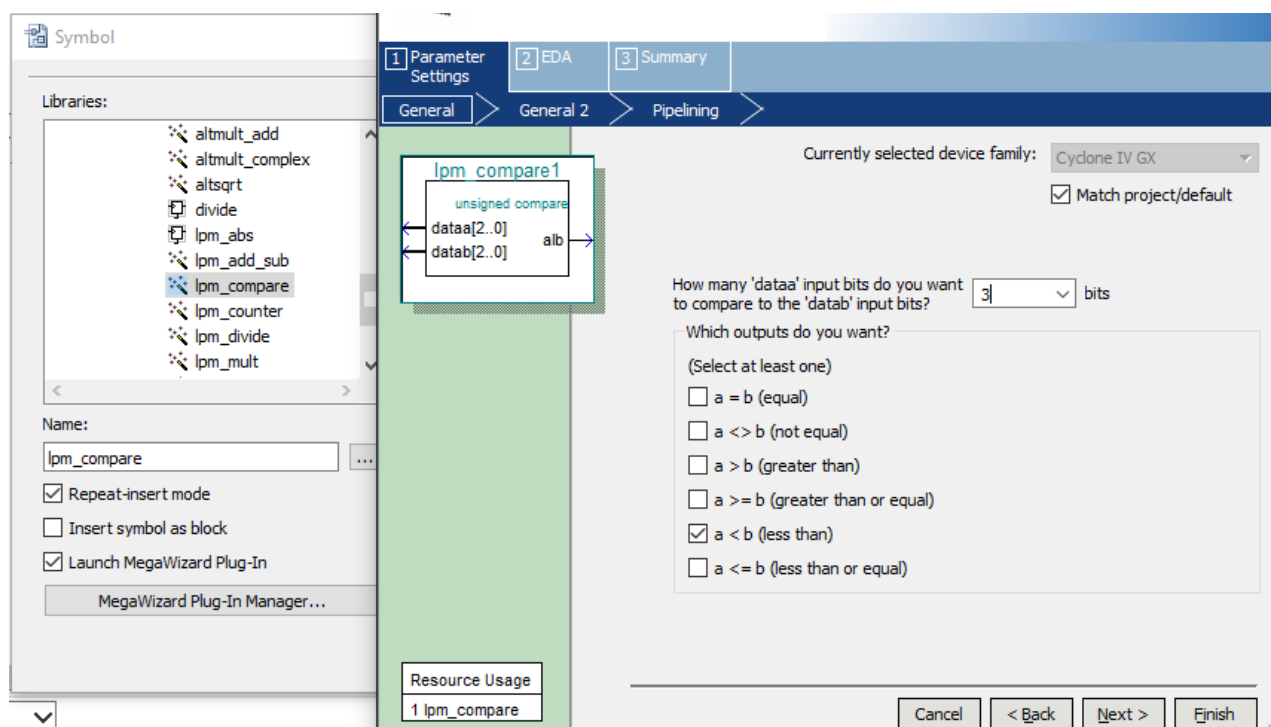 Symbol
Libraries:
altmult_add
altmult_complex
altsqrt
divide
lpm_abs
lpm_add_sub
lpm_compare
lpm_counter
lpm_divide
lpm_mult
Name:
lpm_compare
...
Repeat-insert mode
Insert symbol as block
Launch MegaWizard Plug-In
MegaWizard Plug-In Manager...
1 Parameter Settings
2 EDA
3 Summary
General
General 2
Pipelining
lpm_compare1
unsigned compare
dataa[2..0]
alb
datab[2..0]
Resource Usage
1 lpm_compare
Currently selected device family:
Cyclone IV GX
Match project/default
How many 'dataa' input bits do you want
to compare to the 'datab' input bits?
3
bits
Which outputs do you want?
(Select at least one)
a = b (equal)
a <> b (not equal)
a > b (greater than)
a >= b (greater than or equal)
a < b (less than)
a <= b (less than or equal)
Cancel
< Back
Next >
Finish